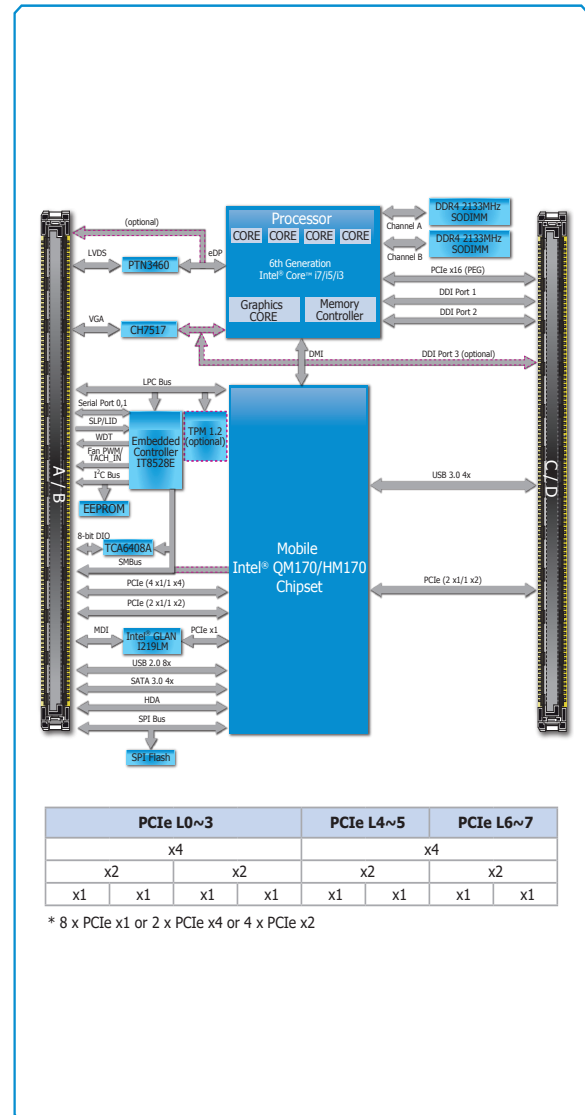 Processor
CORE CORE CORE CORE
6th Generation
Intel® Core™ i7/i5/i3
Graphics
CORE
Memory
Controller
DDR4 2133MHz
SODIMM
Channel A
DDR4 2133MHz
SODIMM
Channel B
(optional)
LVDS
PTN3460
eDP
PCIe x16 (PEG)
DDI Port 1
DDI Port 2
VGA
CH7517
DMI
DDI Port 3 (optional)
LPC Bus
Serial Port 0,1
SLP/LID
WDT
Fan PWM/
TACH_IN
I²C Bus
Embedded
Controller
IT8528E
TPM 1.2
(optional)
EEPROM
A / B
C / D
USB 3.0 4x
8-bit DIO
TCA6408A
SMBus
Mobile
Intel® QM170/HM170
Chipset
PCIe (4 x1/1 x4)
PCIe (2 x1/1 x2)
PCIe (2 x1/1 x2)
MDI
Intel® GLAN
I219LM
PCIe x1
USB 2.0 8x
SATA 3.0 4x
HDA
SPI Bus
SPI Flash
PCIe L0~3 PCIe L4~5 PCIe L6~7
x4 x4
x2 x2 x2 x2
x1 x1 x1 x1 x1 x1 x1 x1
* 8 x PCIe x1 or 2 x PCIe x4 or 4 x PCIe x2